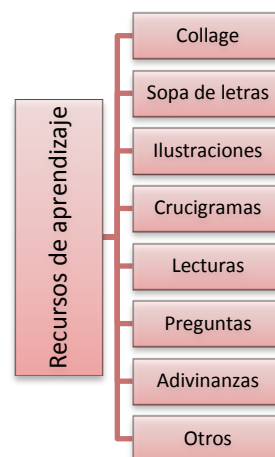 Recursos de aprendizaje
Collage
Sopa de letras
Ilustraciones
Crucigramas
Lecturas
Preguntas
Adivinanzas
Otros